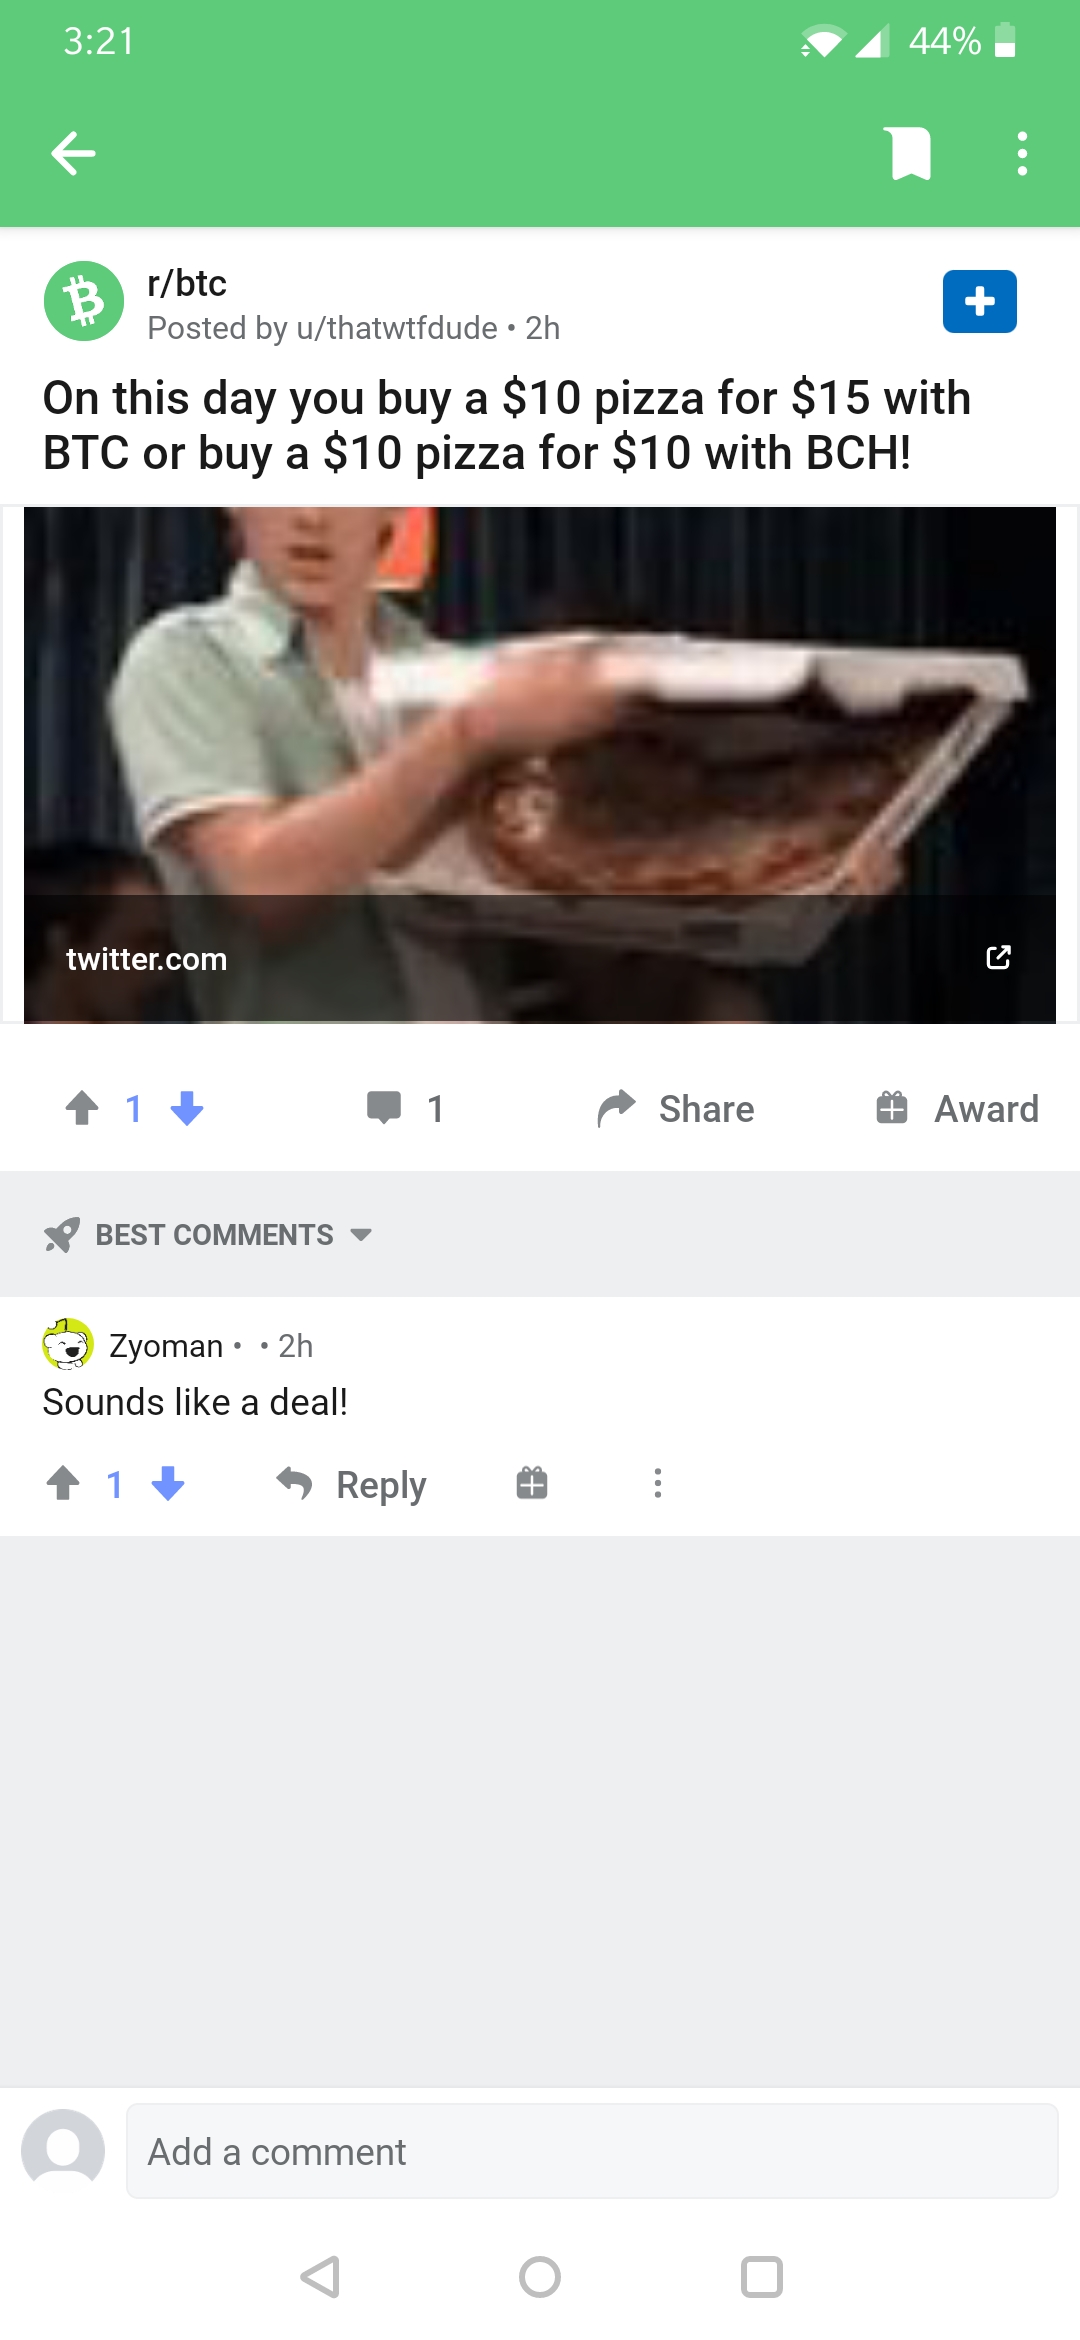 3:21
44%
r/btc
Posted by u/thatwtfdude • 2h
On this day you buy a $10 pizza for $15 with
BTC or buy a $10 pizza for $10 with BCH!
twitter.com
1
1
Share
Award
BEST COMMENTS
Zyoman • • 2h
Sounds like a deal!
1
Reply
Add a comment